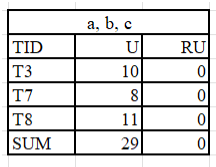 a, b, c
TID U RU
T3 10 0
T7 8 0
T8 11 0
SUM 29 0